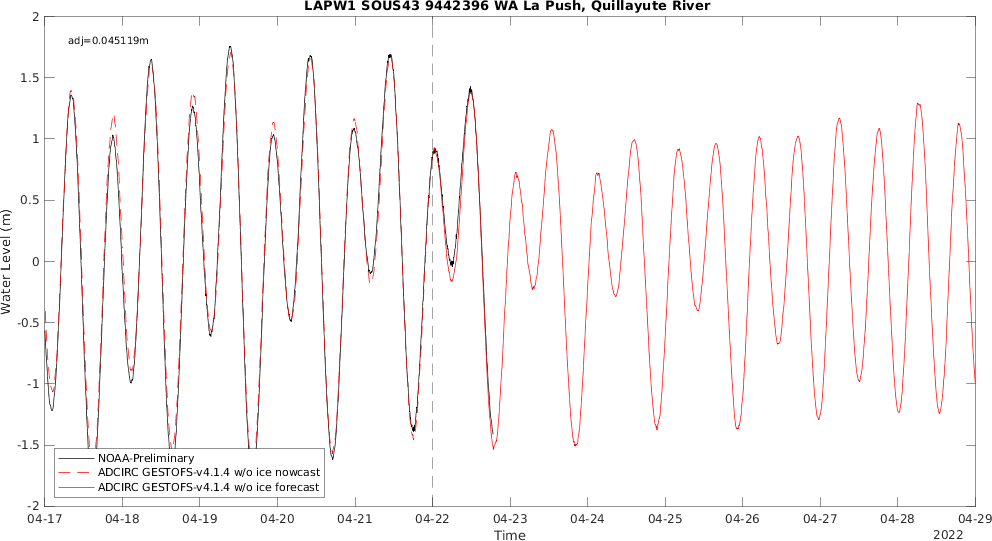 LAPW1 SOUS43 9442396 WA La Push, Quillayute River
adj=0.045119m
2
1.5
1
0.5
0
-0.5
-1
-1.5
-2
Water Level (m)
NOAA-Preliminary
ADCIRC GESTOFS-v4.1.4 w/o ice nowcast
ADCIRC GESTOFS-v4.1.4 w/o ice forecast
04-17 04-18 04-19 04-20 04-21 04-22 04-23 04-24 04-25 04-26 04-27 04-28 04-29
Time
2022